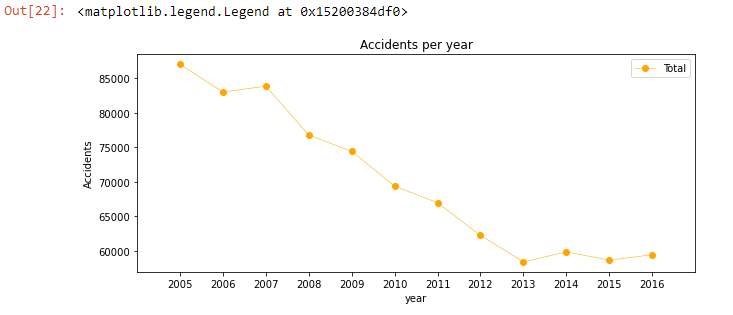 Out[22]: <matplotlib.legend.Legend at 0x15200384df0>
Accidents per year
Total
85000
80000
75000
70000
65000
60000
Accidents
2005 2006 2007 2008 2009 2010 2011 2012 2013 2014 2015 2016
year